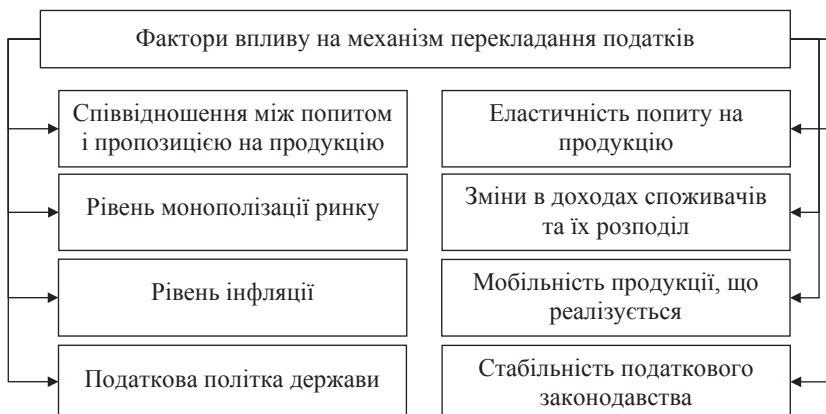 Фактори впливу на механізм перекладання податків
Співвідношення між попитом
і пропозицією на продукцію
Еластичність попиту на
продукцію
Рівень монополізації ринку
Зміни в доходах споживачів
та їх розподіл
Рівень інфляції
Мобільність продукції, що
реалізується
Податкова політка держави
Стабільність податкового
законодавства